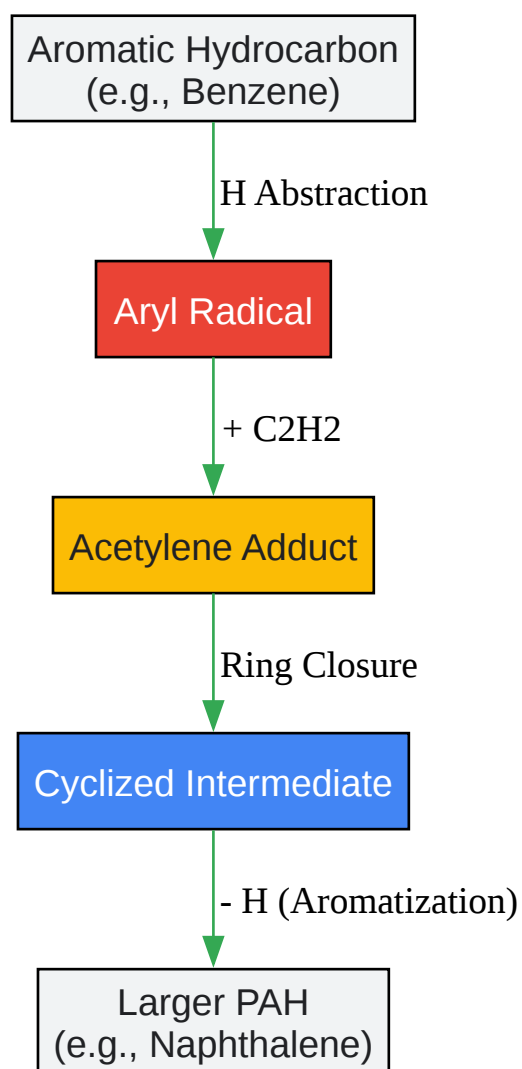 Aromatic Hydrocarbon
(e.g., Benzene)
H Abstraction
Aryl Radical
+ C2H2
Acetylene Adduct
Ring Closure
Cyclized Intermediate
- H (Aromatization)
Larger PAH
(e.g., Naphthalene)